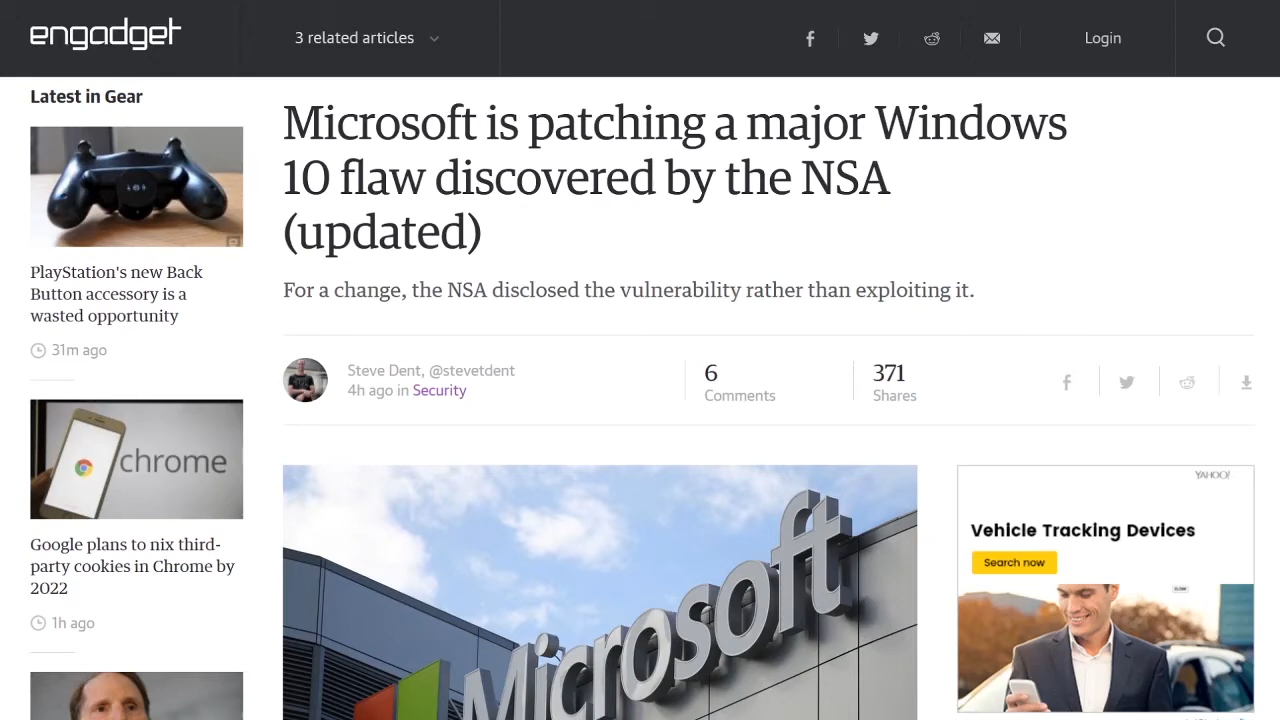 engadget
3 related articles
Login
Latest in Gear
PlayStation's new Back
Button accessory is a
wasted opportunity
31m ago
chrome
Google plans to nix third-
party cookies in Chrome by
2022
1h ago
Microsoft is patching a major Windows
10 flaw discovered by the NSA
(updated)
For a change, the NSA disclosed the vulnerability rather than exploiting it.
Steve Dent, @stevetdent
4h ago in Security
6
Comments
371
Shares
Microsoft
YAHOO!
Vehicle Tracking Devices
Search now